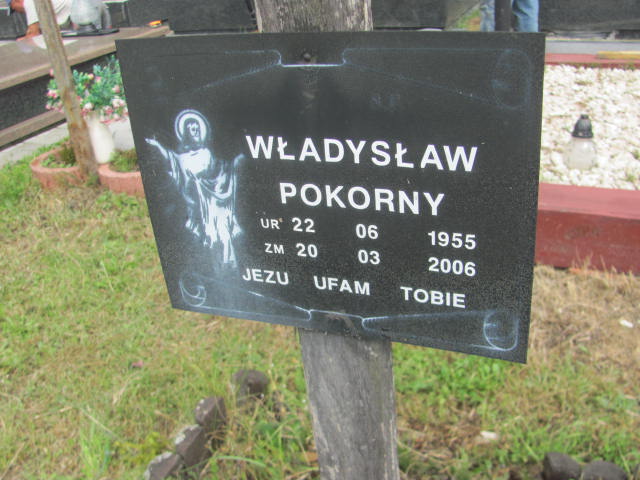 WŁADYSŁAW
POKORNY
UR 22 06 1955
ZM 20 03 2006
JEZU UFAM TOBIE